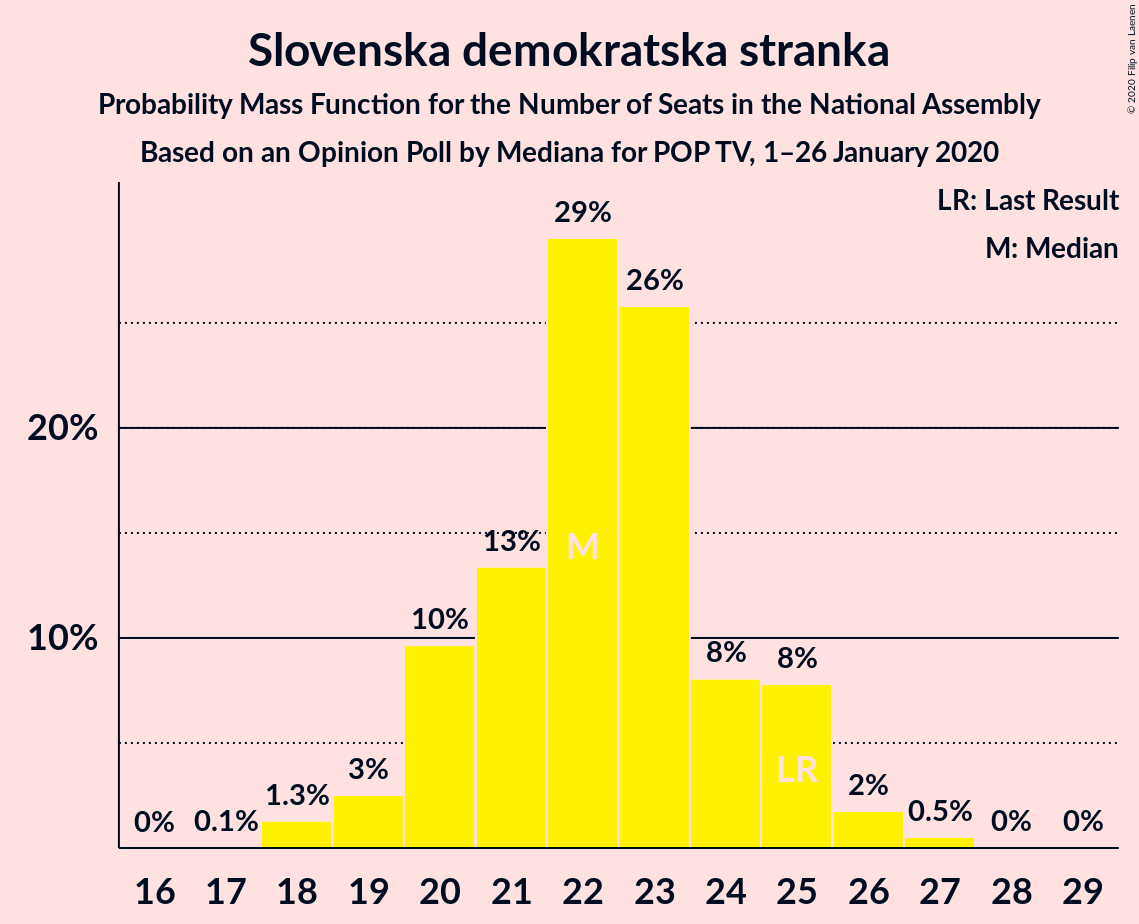 Slovenska demokratska stranka
Probability Mass Function for the Number of Seats in the National Assembly
Based on an Opinion Poll by Mediana for POP TV, 1–26 January 2020
© 2020 Filip van Laenen
LR: Last Result
M: Median
29%
26%
20%
13%
M
10%
10%
8%
8%
LR
3%
2%
1.3%
0.5%
0%
0.1%
0%
0%
16 17 18 19 20 21 22 23 24 25 26 27 28 29